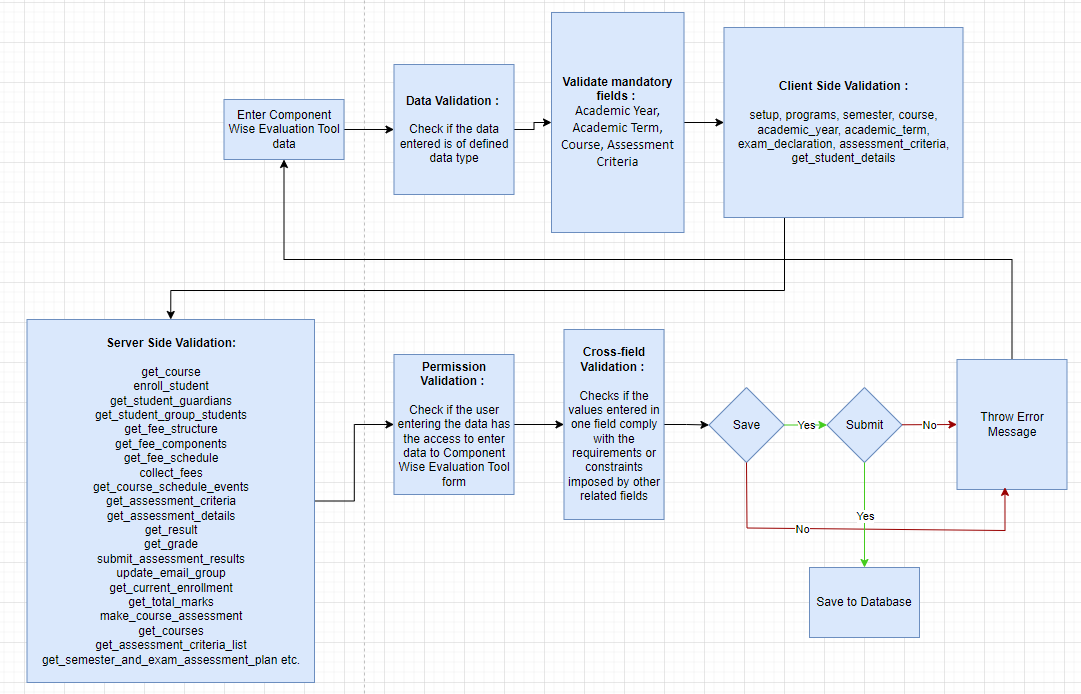 Enter Component
Wise Evaluation Tool
data
Data Validation :
Check if the data
entered is of defined
data type
Validate mandatory
fields :
Academic Year,
Academic Term,
Course, Assessment
Criteria
Client Side Validation :
setup, programs, semester, course,
academic_year, academic_term,
exam_declaration, assessment_criteria,
get_student_details
Server Side Validation:
get_course
enroll_student
get_student_guardians
get_student_group_students
get_fee_structure
get_fee_components
get_fee_schedule
collect_fees
get_course_schedule_events
get_assessment_criteria
get_assessment_details
get_result
get_grade
submit_assessment_results
update_email_group
get_current_enrollment
get_total_marks
make_course_assessment
get_courses
get_assessment_criteria_list
get_semester_and_exam_assessment_plan etc.
Permission
Validation :
Check if the user
entering the data has
the access to enter
data to Component
Wise Evaluation Tool
form
Cross-field
Validation :
Checks if the
values entered in
one field comply
with the
requirements or
constraints
imposed by other
related fields
Save
Yes
Submit
No
Throw Error
Message
No
Yes
Save to Database